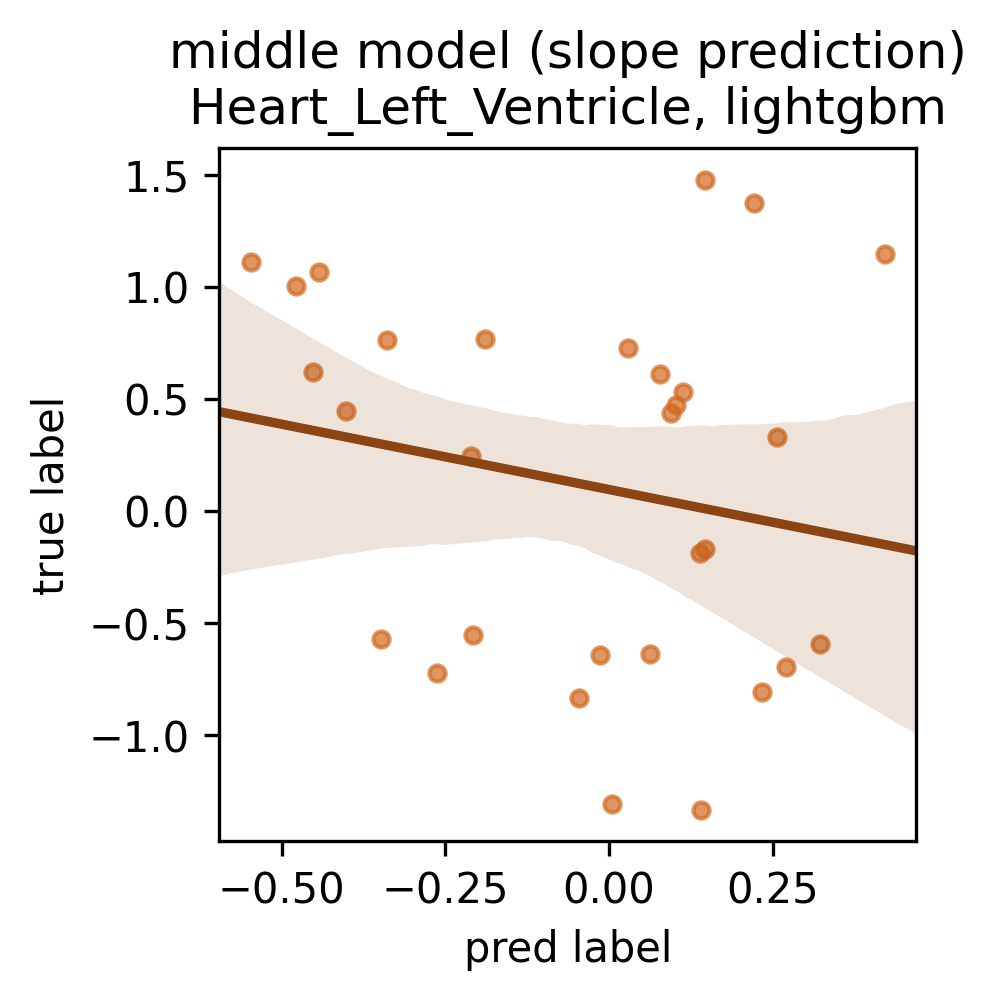 middle model (slope prediction)
Heart_Left_Ventricle, lightgbm
1.5
1.0
0.5
0.0
−0.5
−1.0
true label
−0.50
−0.25
0.00
0.25
pred label